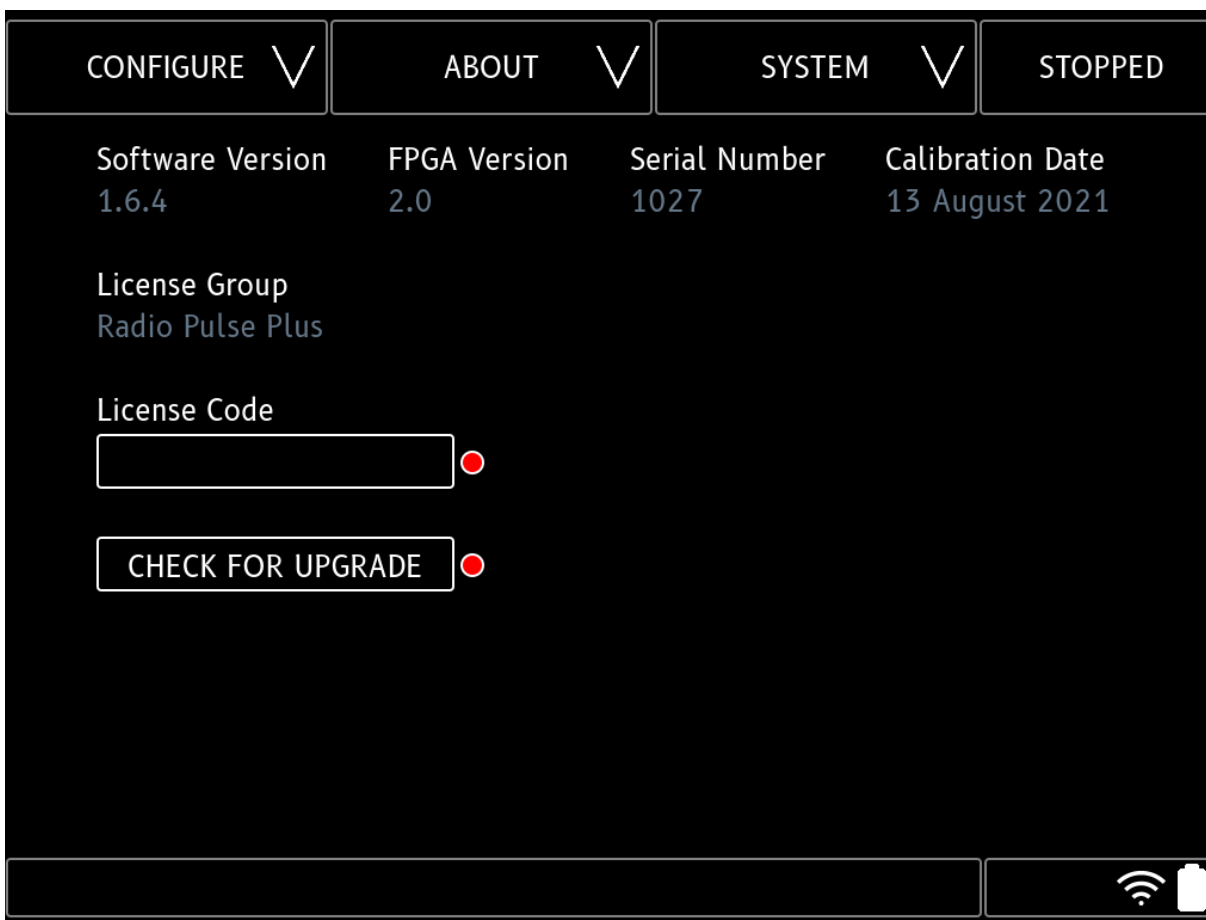 CONFIGURE ABOUT SYSTEM STOPPED
Software Version FPGA Version Serial Number Calibration Date
1.6.4 2.0 1027 13 August 2021
License Group
Radio Pulse Plus
License Code
CHECK FOR UPGRADE